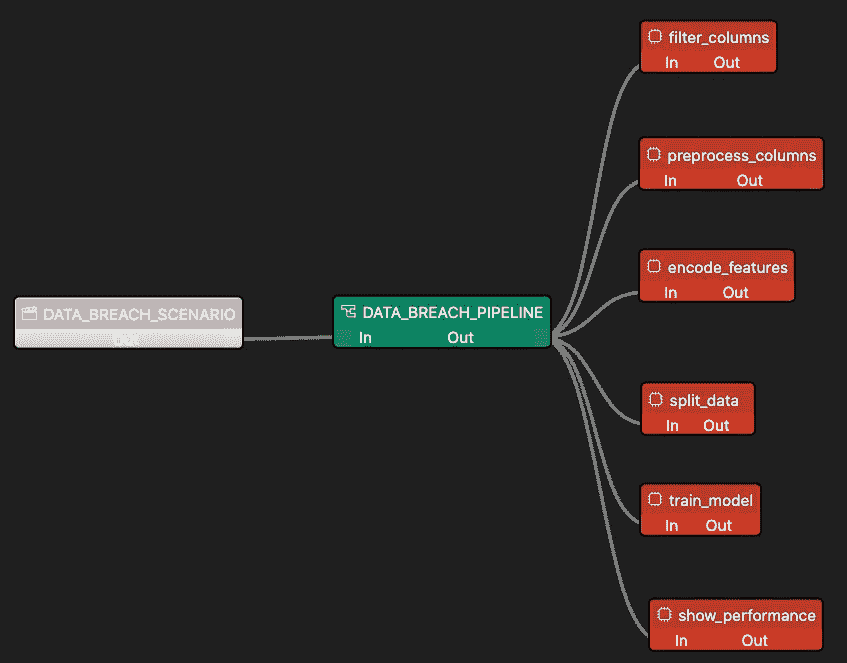 filter_columns
In Out
preprocess_columns
In Out
encode_features
In Out
DATA_BREACH_SCENARIO
Out
DATA_BREACH_PIPELINE
In Out
split_data
In Out
train_model
In Out
show_performance
In Out